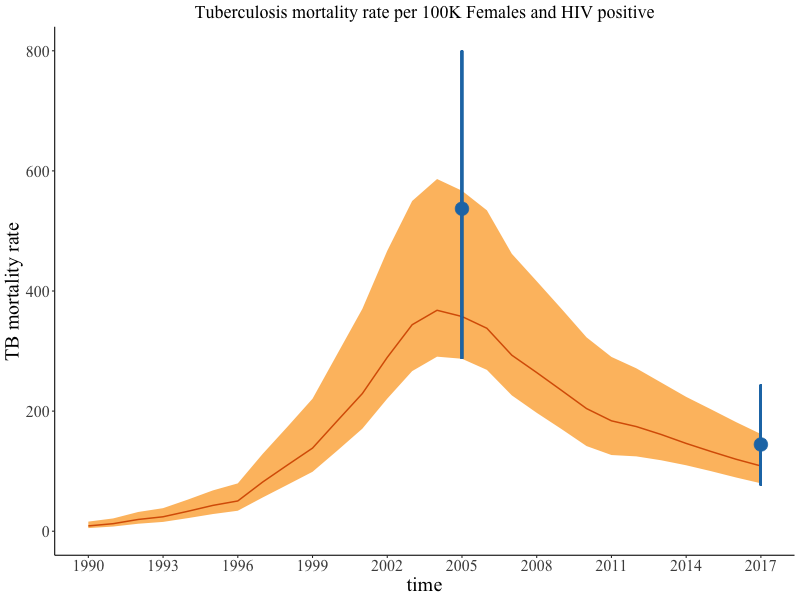 Tuberculosis mortality rate per 100K Females and HIV positive
TB mortality rate
800
600
400
200
0
1990 1993 1996 1999 2002 2005 2008 2011 2014 2017
time